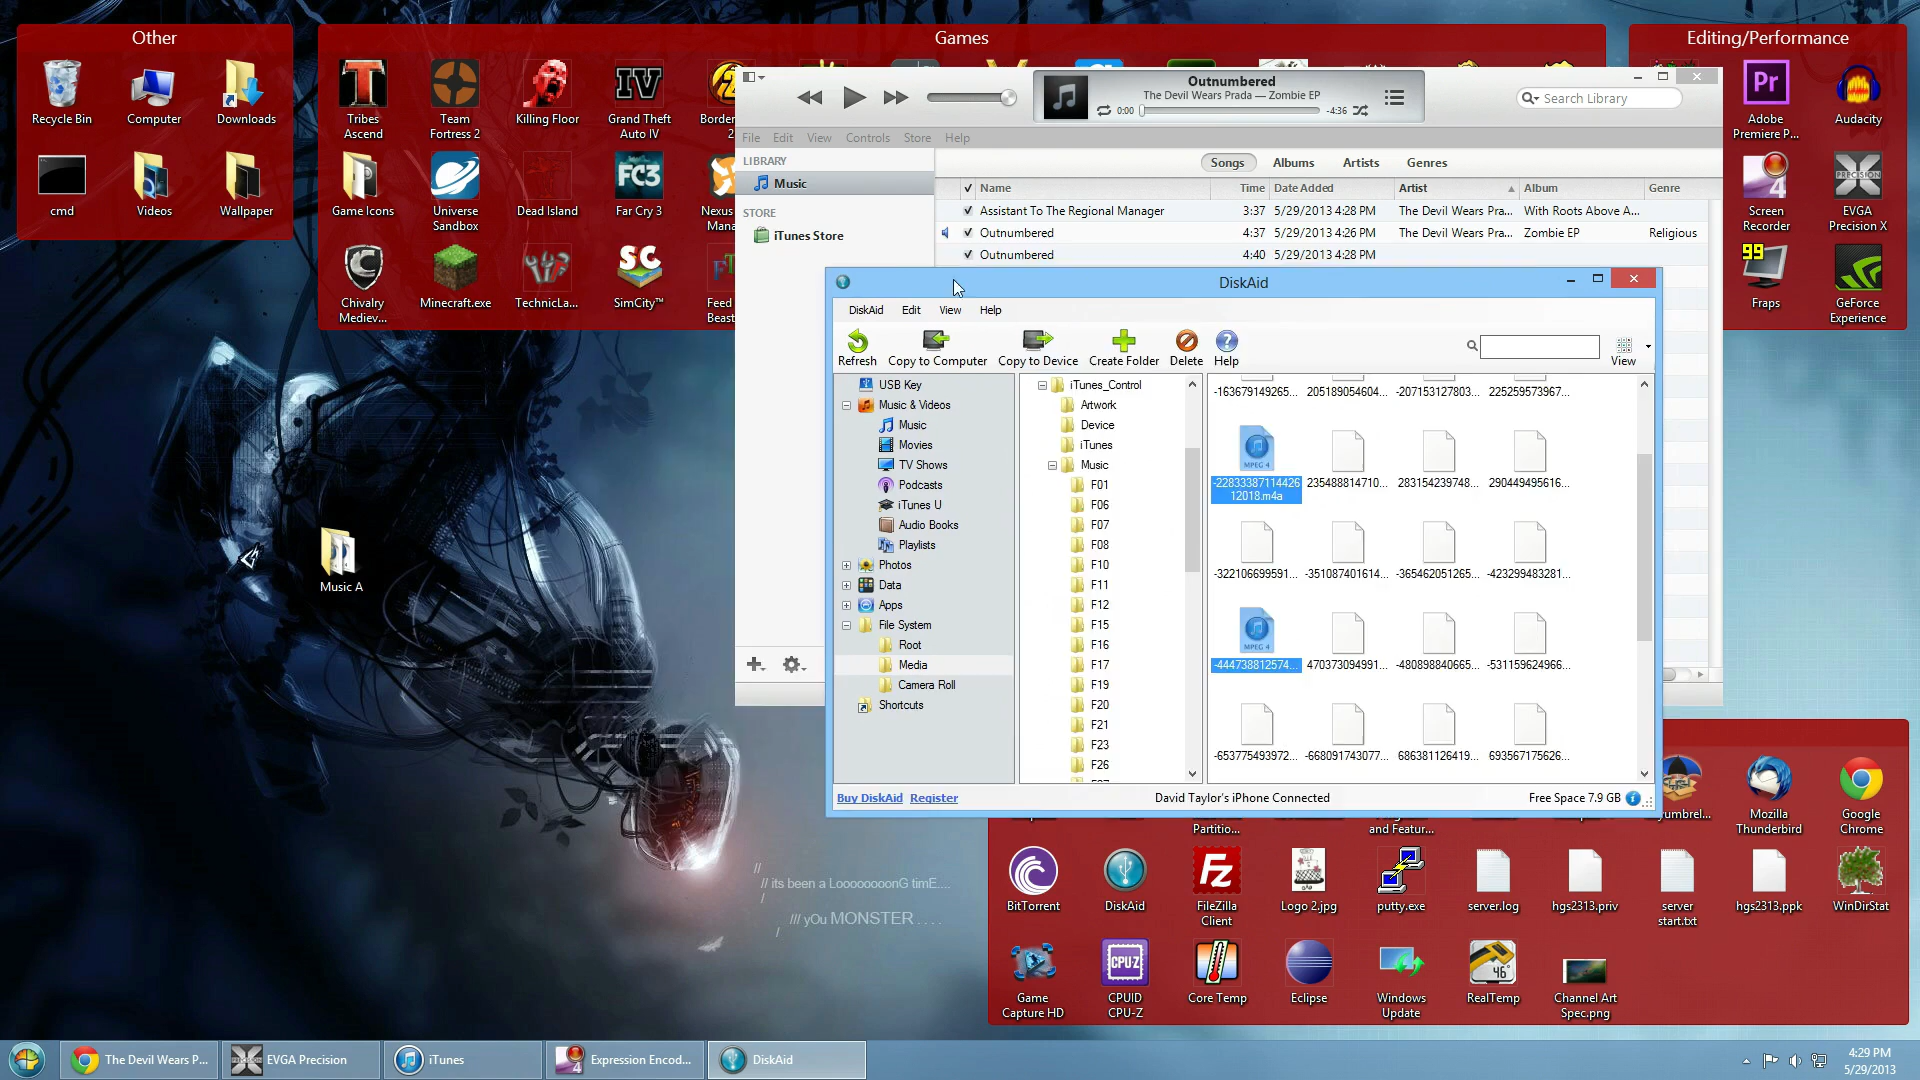 Other
Recycle Bin
Computer
Downloads
cmd
Videos
Wallpaper
Games
Tribes Ascend
Team Fortress 2
Killing Floor
Grand Theft Auto IV
Border... 2
Game Icons
Universe Sandbox
Dead Island
Far Cry 3
Nexus Mana...
Chivalry Mediev...
Minecraft.exe
TechnicLa...
SimCity™
Feed Beast
Editing/Performance
Adobe Premiere P...
Audacity
Screen Recorder
EVGA Precision X
Fraps
GeForce Experience
Outnumbered
The Devil Wears Prada — Zombie EP
0:00
-4:36
Search Library
File Edit View Controls Store Help
LIBRARY
Music
STORE
iTunes Store
Songs Albums Artists Genres
Name Time Date Added Artist Album Genre
Assistant To The Regional Manager 3:37 5/29/2013 4:28 PM The Devil Wears Pra... With Roots Above A...
Outnumbered 4:37 5/29/2013 4:26 PM The Devil Wears Pra... Zombie EP Religious
Outnumbered 4:40 5/29/2013 4:28 PM
DiskAid
DiskAid Edit View Help
Refresh Copy to Computer Copy to Device Create Folder Delete Help View
USB Key
Music & Videos
Music
Movies
TV Shows
Podcasts
iTunes U
Audio Books
Playlists
Photos
Data
Apps
File System
Root
Media
Camera Roll
Shortcuts
iTunes_Control
Artwork
Device
iTunes
Music
F01
F06
F07
F08
F10
F11
F12
F15
F16
F17
F19
F20
F21
F23
F26
-163679149265... 205189054604... -207153127803... 225259573967...
-2283338711442612018.m4a 235488814710... 283154239748... 290449495616...
-322106699591... -351087401614... -365462051265... -423299483281...
-444738812574... 470373094991... -480898840665... -531159624966...
-653775493972... -668091743077... 686381126419... 693567175626...
Buy DiskAid Register David Taylor's iPhone Connected Free Space 7.9 GB
Music A
// its been a LoooooooonG timE....
/// yOu MONSTER . . . .
Partitio...
and Featur...
yumbrel...
Mozilla Thunderbird
Google Chrome
BitTorrent
DiskAid
FileZilla Client
Logo 2.jpg
putty.exe
server.log
hgs2313.priv
server start.txt
hgs2313.ppk
WinDirStat
Game Capture HD
CPUID CPU-Z
Core Temp
Eclipse
Windows Update
RealTemp
Channel Art Spec.png
The Devil Wears P...
EVGA Precision
iTunes
Expression Encod...
DiskAid
4:29 PM
5/29/2013